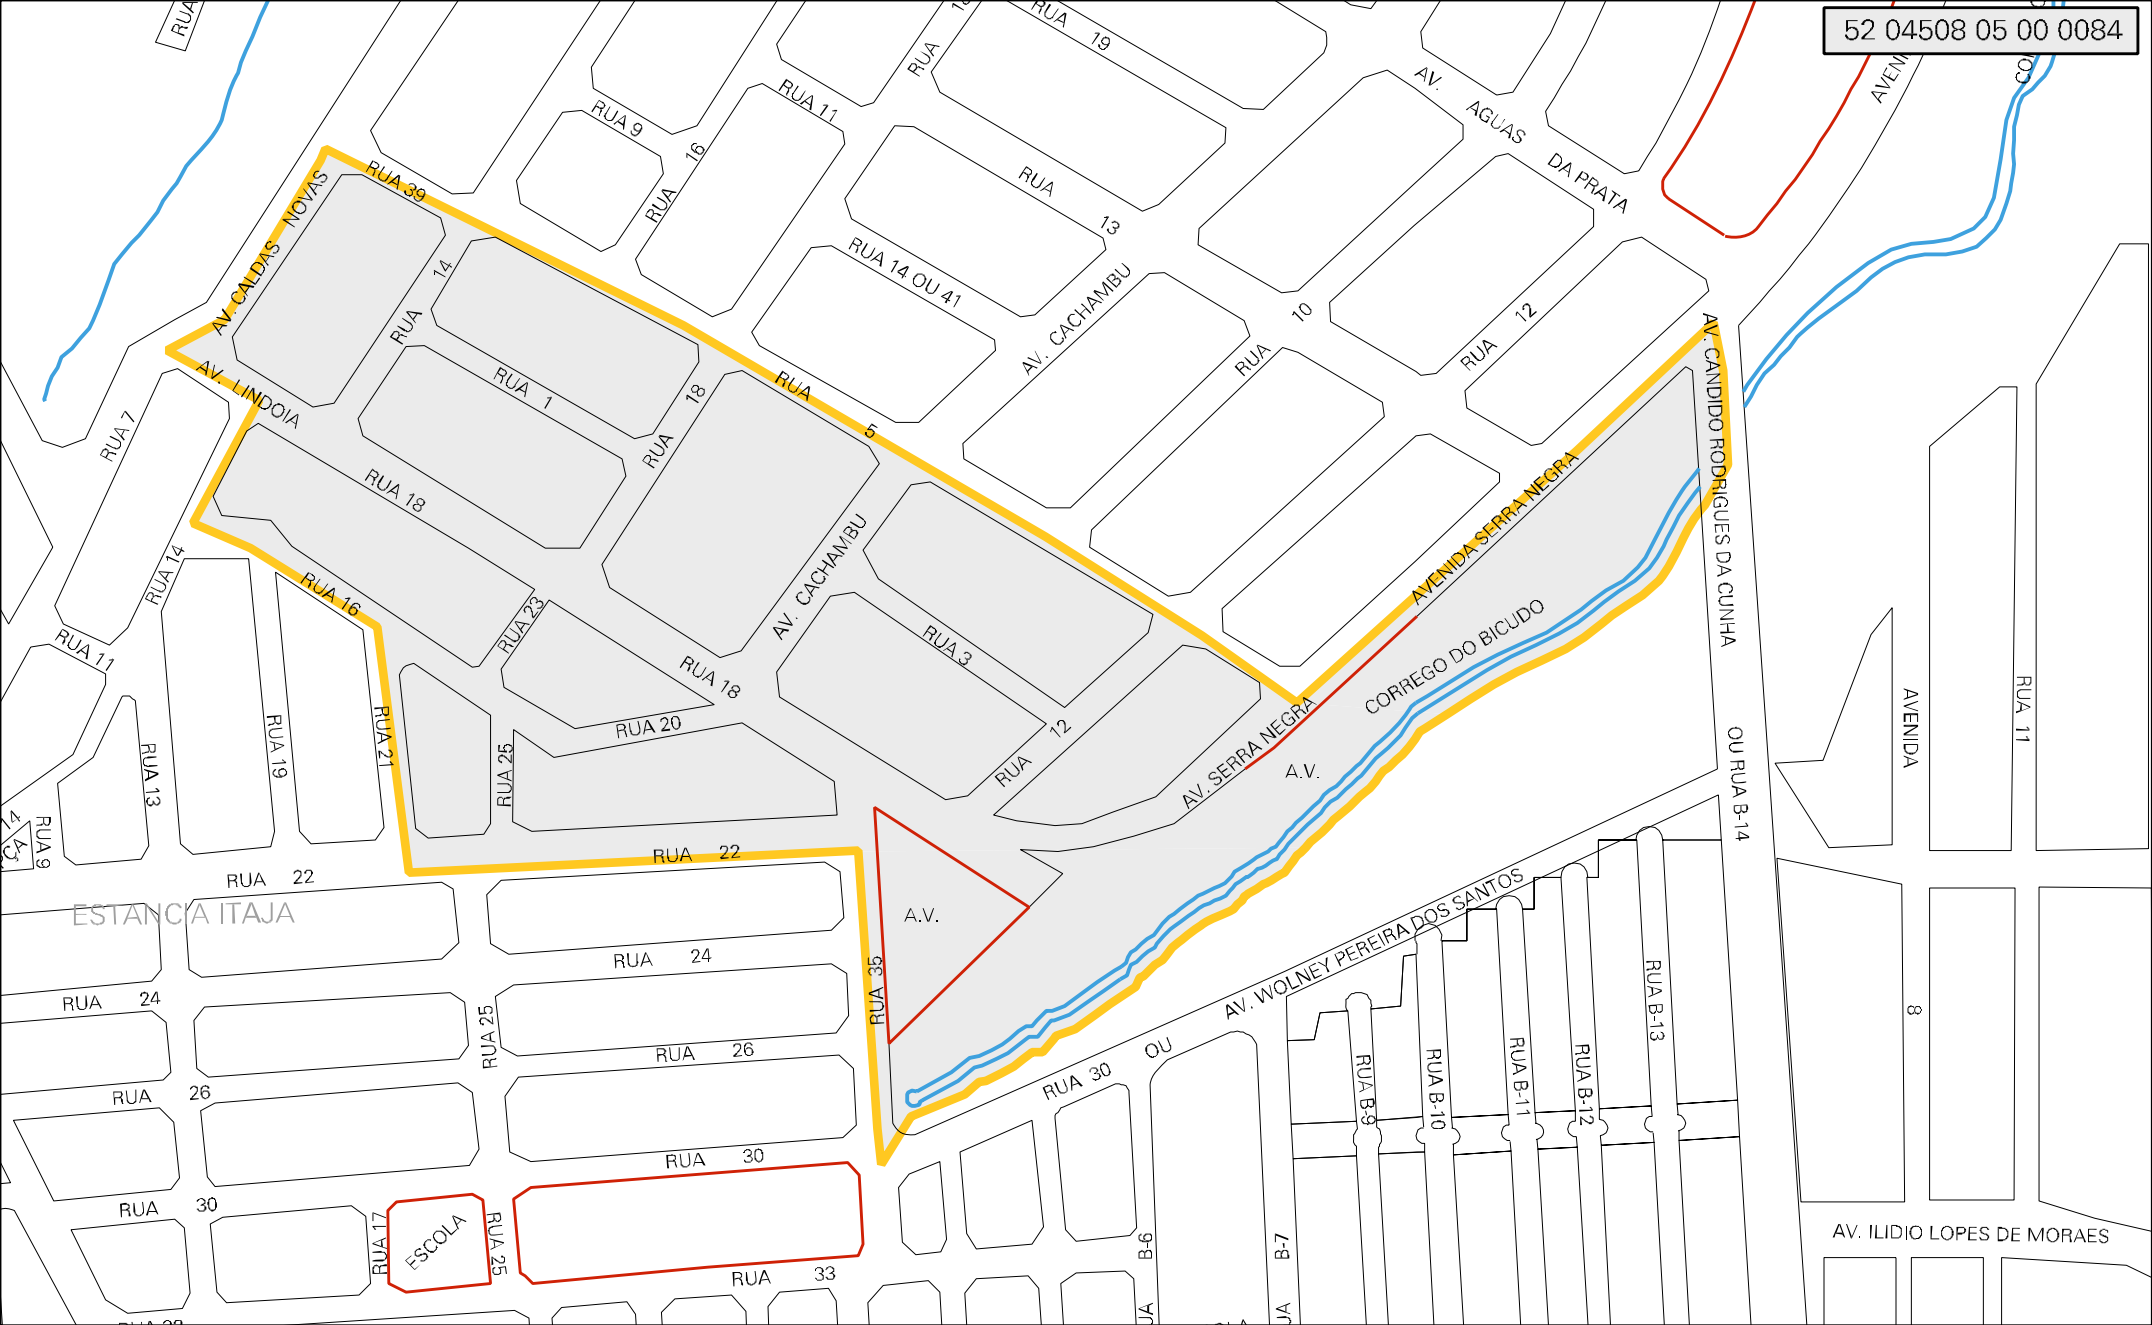 52 04508 05 00 0084
RUA
RUA 19
RUA
AV. AGUAS DA PRATA
RUA 11
RUA 9
RUA 16
RUA 13
RUA 39
AV. CALDAS NOVAS
RUA 14
RUA 14 OU 41
AV. CACHAMBU
RUA 10
RUA 12
AV. LINDOIA
RUA 1
RUA 18
RUA 5
RUA 7
RUA 18
RUA 14
RUA 16
RUA 23
AV. CACHAMBU
RUA 3
RUA 18
RUA 20
RUA 12
AVENIDA SERRA NEGRA
AV. SERRA NEGRA
AV. CANDIDO RODRIGUES DA CUNHA
OU RUA B-14
CORREGO DO BICUDO
A.V.
A.V.
RUA 11
RUA 13
RUA 19
RUA 21
RUA 25
RUA 9
14
RUA 22
RUA 22
ESTANCIA ITAJA
RUA 24
RUA 24
RUA 25
RUA 26
RUA 26
RUA 35
RUA 30
RUA 30
RUA 30 OU AV. WOLNEY PEREIRA DOS SANTOS
RUA 17
ESCOLA
RUA 25
RUA 33
B-6
B-7
RUA B-9
RUA B-10
RUA B-11
RUA B-12
RUA B-13
AVENIDA
8
RUA 11
AV. ILIDIO LOPES DE MORAES